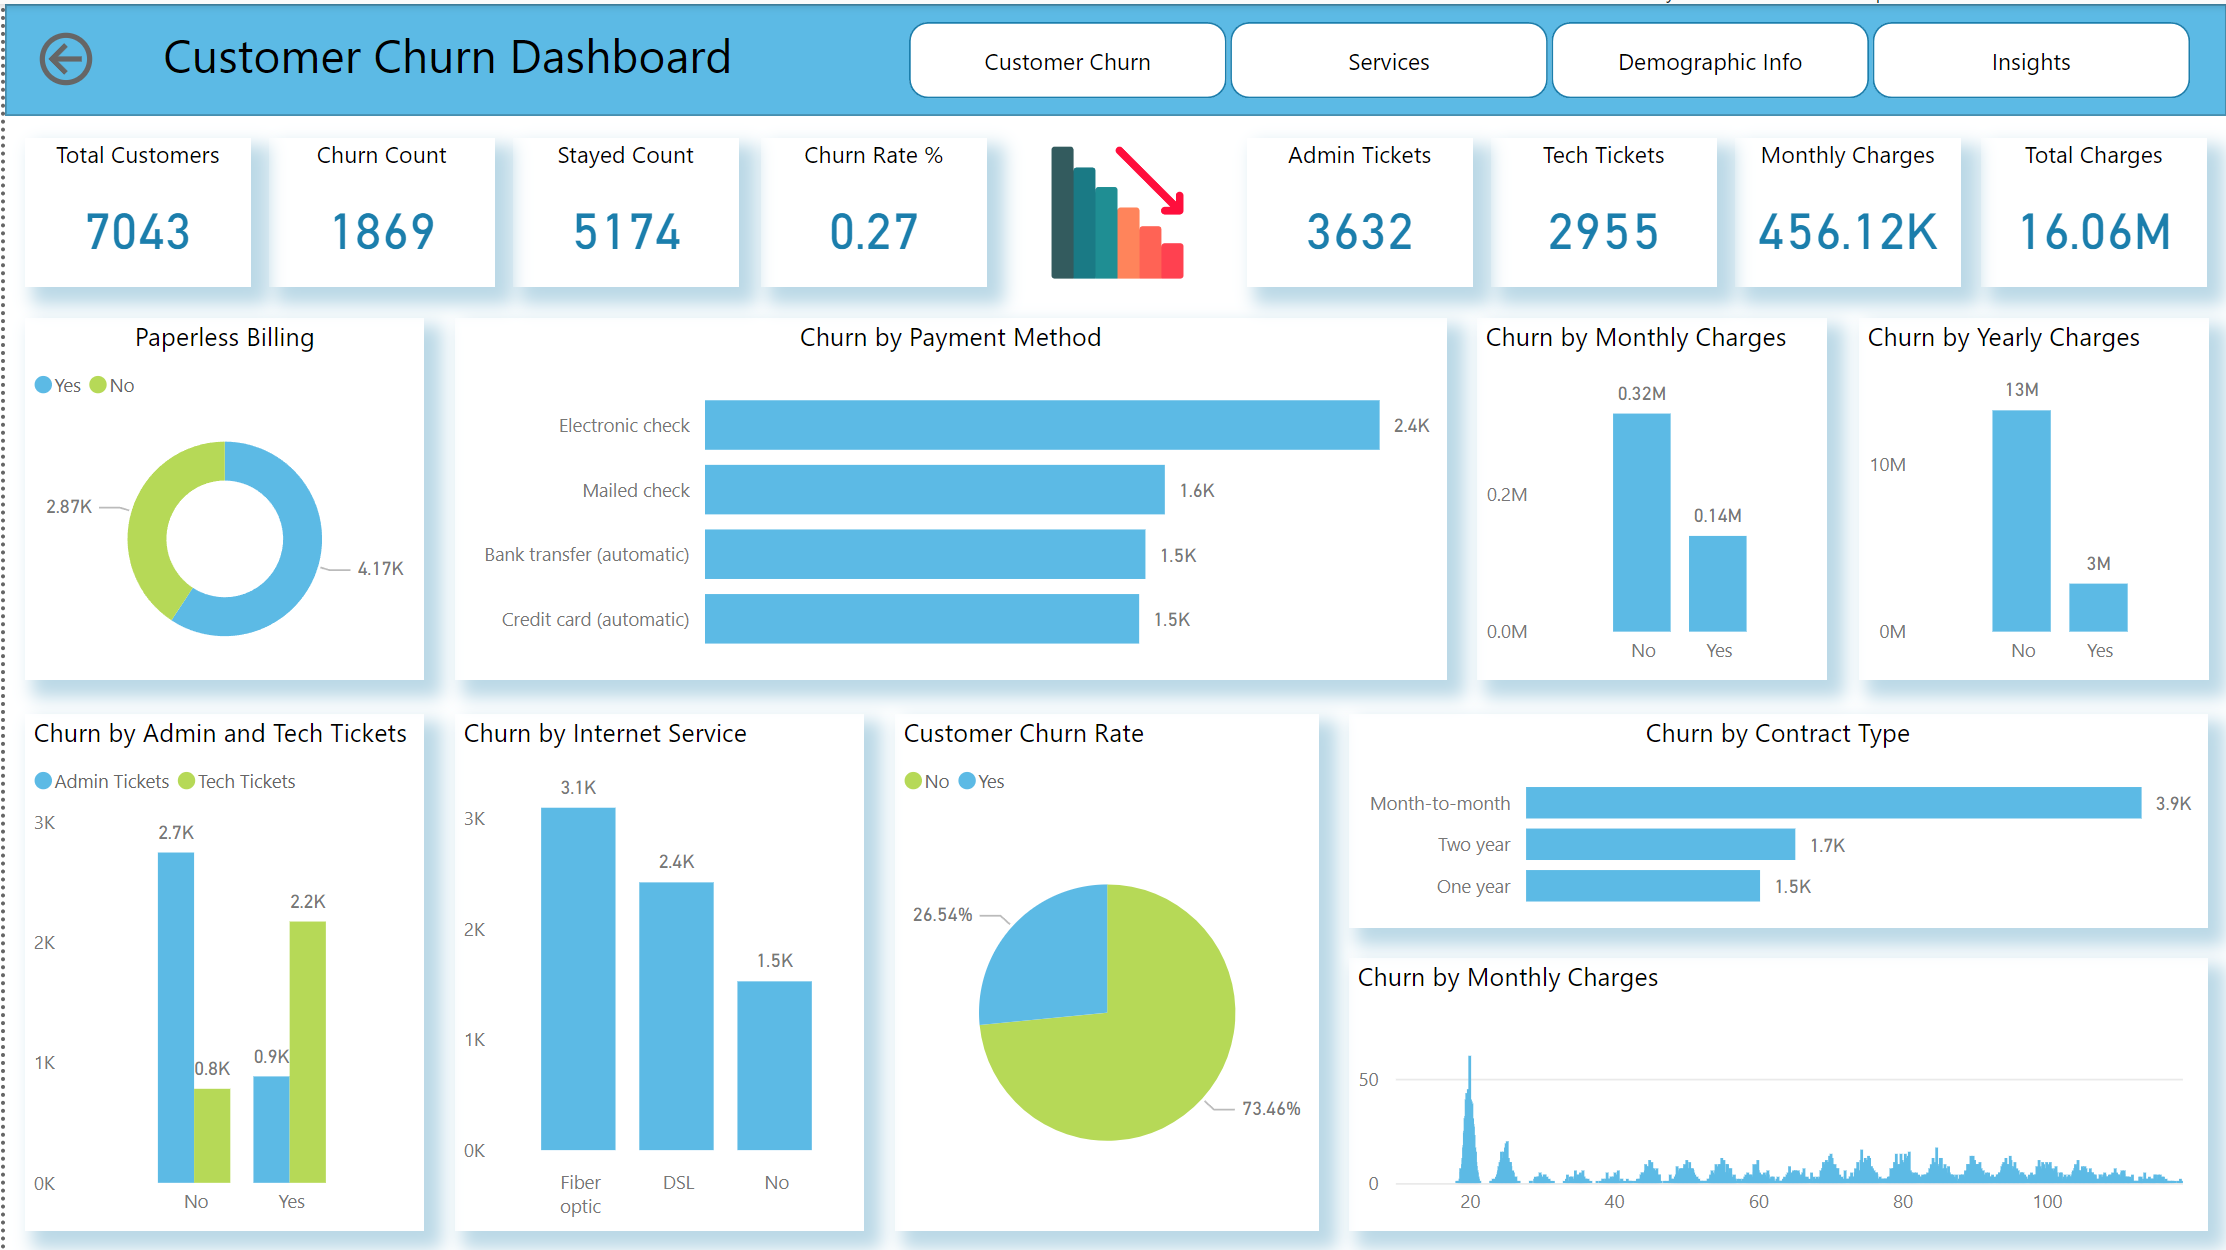 Customer Churn Dashboard
Customer Churn
Services
Demographic Info
Insights
Total Customers
7043
Churn Count
1869
Stayed Count
5174
Churn Rate %
0.27
Admin Tickets
3632
Tech Tickets
2955
Monthly Charges
456.12K
Total Charges
16.06M
Paperless Billing
Yes No
2.87K
4.17K
Churn by Payment Method
Electronic check 2.4K
Mailed check 1.6K
Bank transfer (automatic) 1.5K
Credit card (automatic) 1.5K
Churn by Monthly Charges
0.32M
0.2M
0.14M
0.0M
No Yes
Churn by Yearly Charges
13M
10M
3M
0M
No Yes
Churn by Admin and Tech Tickets
Admin Tickets Tech Tickets
3K
2.7K
2.2K
2K
0.9K
1K
0.8K
0K
No Yes
Churn by Internet Service
3.1K
3K
2.4K
2K
1.5K
1K
0K
Fiber
optic
DSL
No
Customer Churn Rate
No Yes
26.54%
73.46%
Churn by Contract Type
Month-to-month 3.9K
Two year 1.7K
One year 1.5K
Churn by Monthly Charges
50
0
20 40 60 80 100